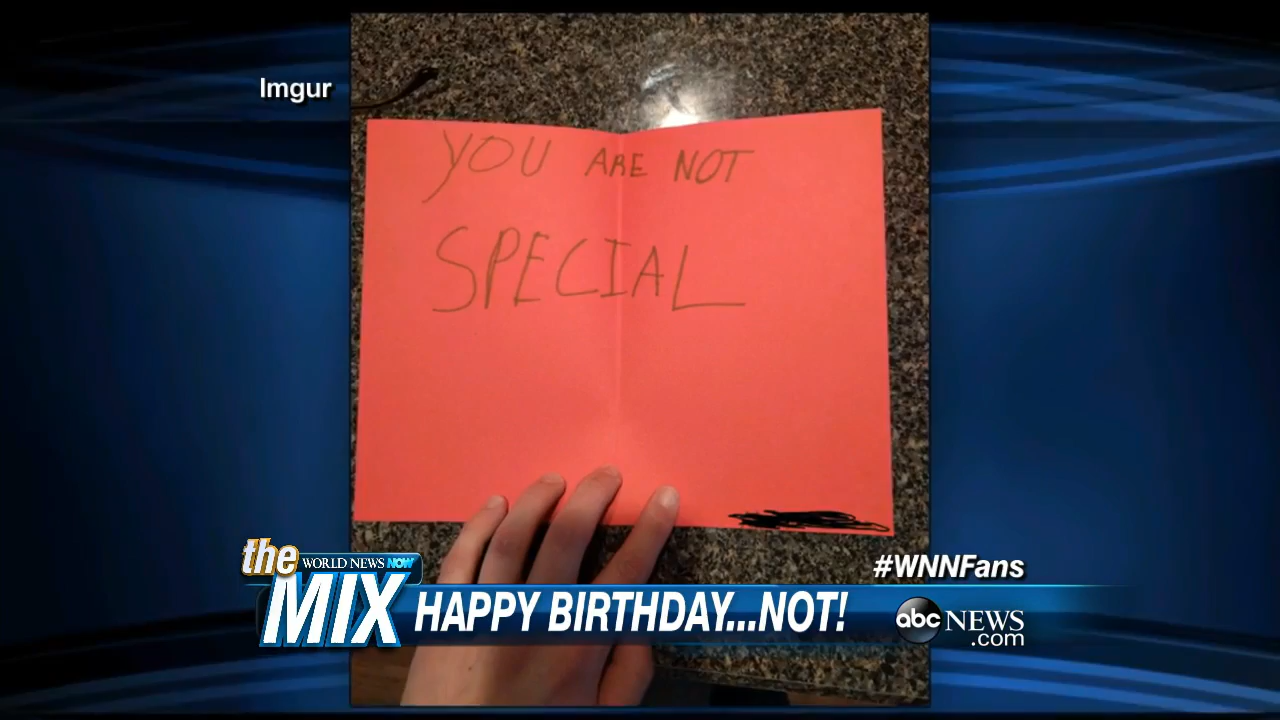 Imgur
YOU ARE NOT
SPECIAL
the WORLD NEWS NOW
MIX
HAPPY BIRTHDAY...NOT!
#WNNFans
abc NEWS
.com